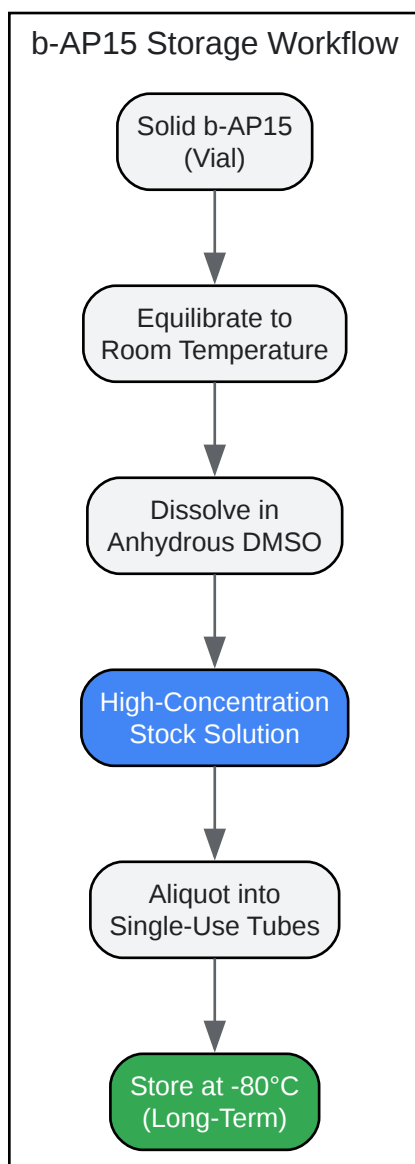 b-AP15 Storage Workflow
Solid b-AP15
(Vial)
Equilibrate to
Room Temperature
Dissolve in
Anhydrous DMSO
High-Concentration
Stock Solution
Aliquot into
Single-Use Tubes
Store at -80°C
(Long-Term)